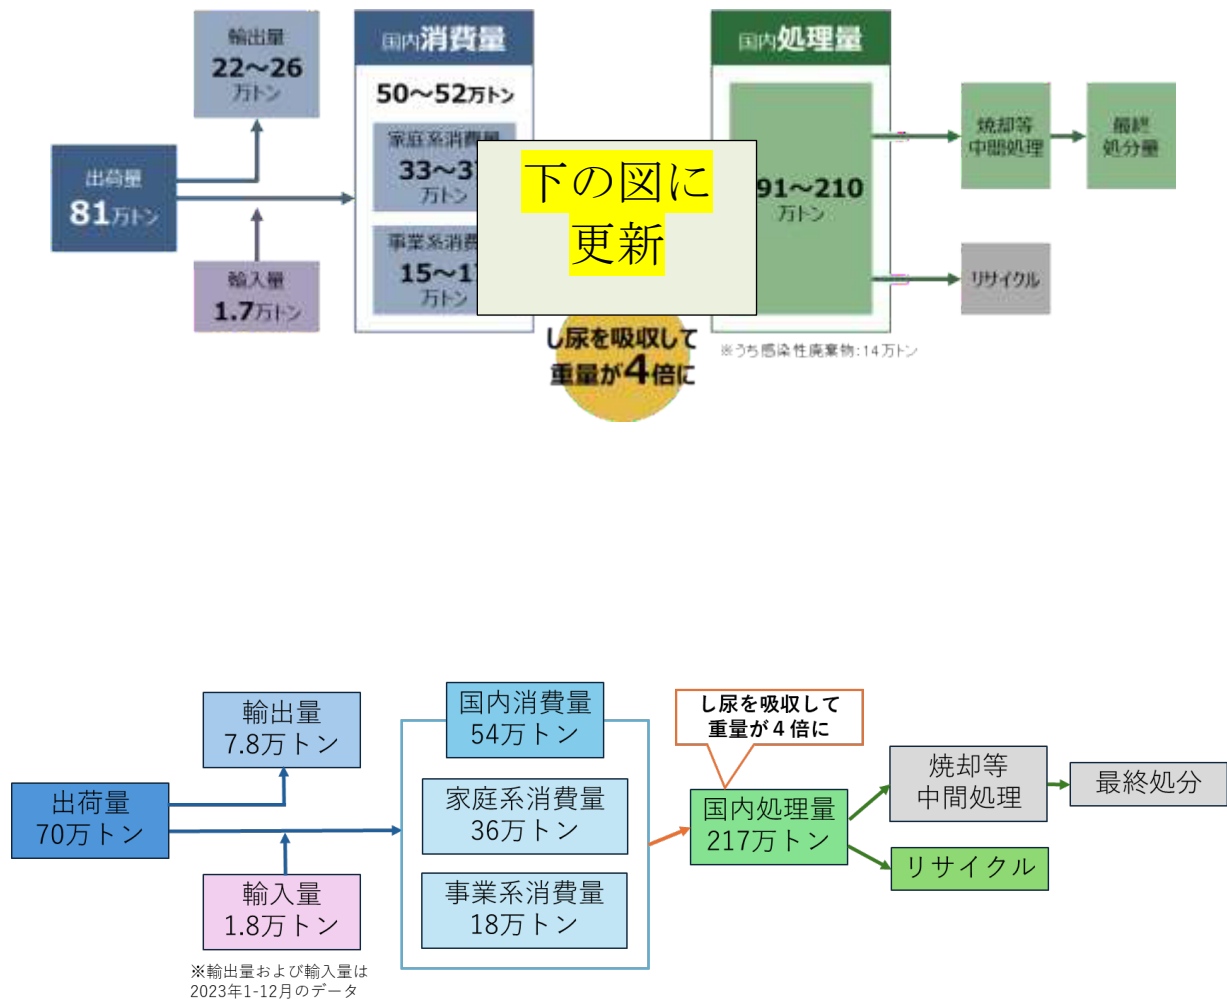 輸出量
22～26
万トン
国内消費量
50～52万トン
家庭系消費量
33～3
万トン
事業系消費
15～1
万トン
出荷量
81万トン
輸入量
1.7万トン
下の図に
更新
し尿を吸収して
重量が4倍に
国内処理量
91～210
万トン
※うち感染性廃棄物：14万トン
焼却等
中間処理
最終
処分量
リサイクル
輸出量
7.8万トン
国内消費量
54万トン
し尿を吸収して
重量が４倍に
出荷量
70万トン
家庭系消費量
36万トン
国内処理量
217万トン
焼却等
中間処理
最終処分
リサイクル
輸入量
1.8万トン
事業系消費量
18万トン
※輸出量および輸入量は
2023年1-12月のデータ